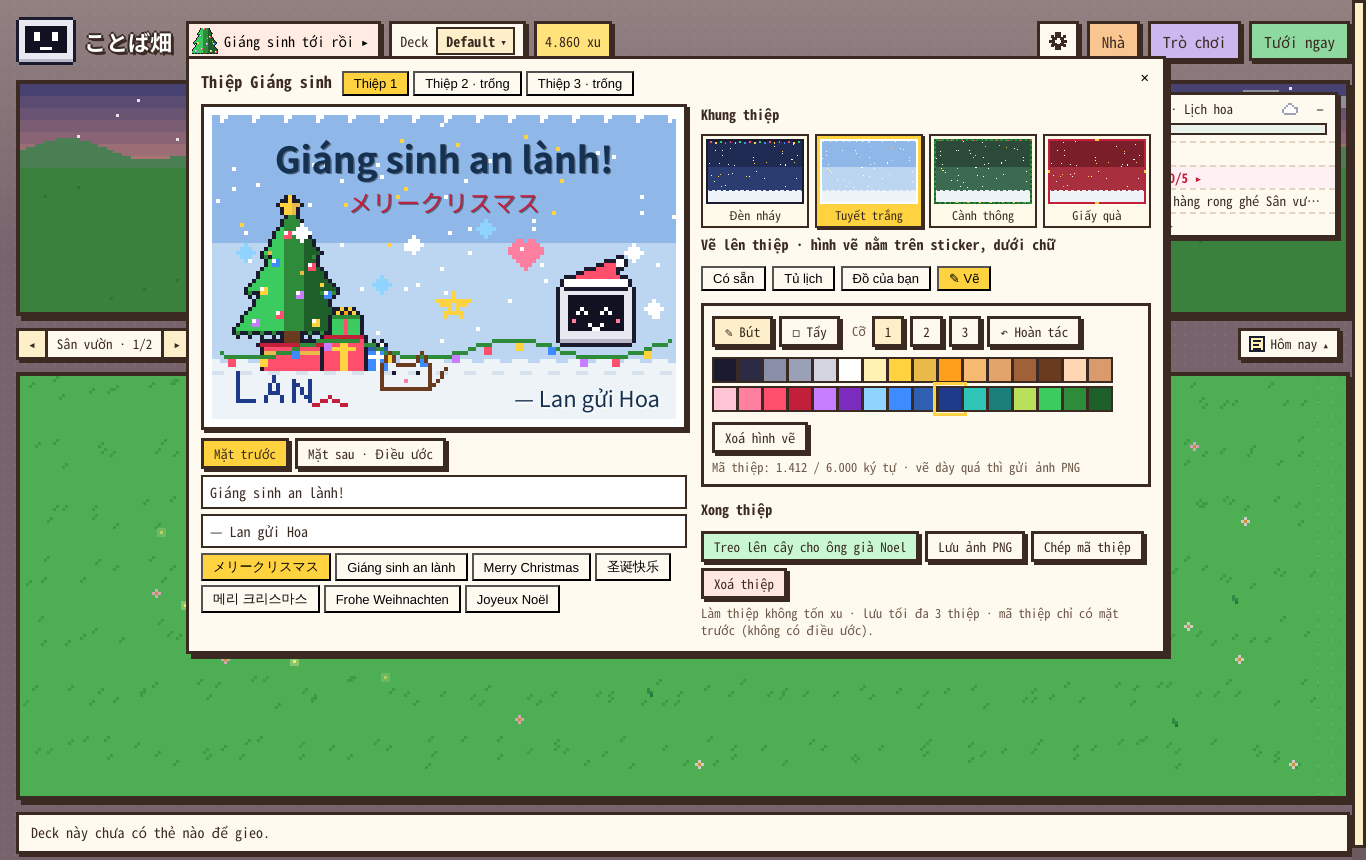 ことば畑
Giáng sinh tới rồi ▸
Deck Default ▾
4.860 xu
Nhà
Trò chơi
Tưới ngay
Thiệp Giáng sinh
Thiệp 1
Thiệp 2 · trống
Thiệp 3 · trống
×
Giáng sinh an lành!
メリークリスマス
LAN
— Lan gửi Hoa
Mặt trước
Mặt sau · Điều ước
Giáng sinh an lành!
— Lan gửi Hoa
メリークリスマス
Giáng sinh an lành
Merry Christmas
圣诞快乐
메리 크리스마스
Frohe Weihnachten
Joyeux Noël
Khung thiệp
Đèn nháy
Tuyết trắng
Cành thông
Giấy quà
Vẽ lên thiệp · hình vẽ nằm trên sticker, dưới chữ
Có sẵn
Tủ lịch
Đồ của bạn
✎ Vẽ
✎ Bút
◻ Tẩy
Cỡ
1
2
3
↶ Hoàn tác
Xoá hình vẽ
Mã thiệp: 1.412 / 6.000 ký tự · vẽ dày quá thì gửi ảnh PNG
Xong thiệp
Treo lên cây cho ông già Noel
Lưu ảnh PNG
Chép mã thiệp
Xoá thiệp
Làm thiệp không tốn xu · lưu tối đa 3 thiệp · mã thiệp chỉ có mặt
trước (không có điều ước).
· Lịch hoa
–
0/5 ▸
hàng rong ghé Sân vư⋯
◂ Sân vườn · 1/2 ▸
Hôm nay ▴
Deck này chưa có thẻ nào để gieo.